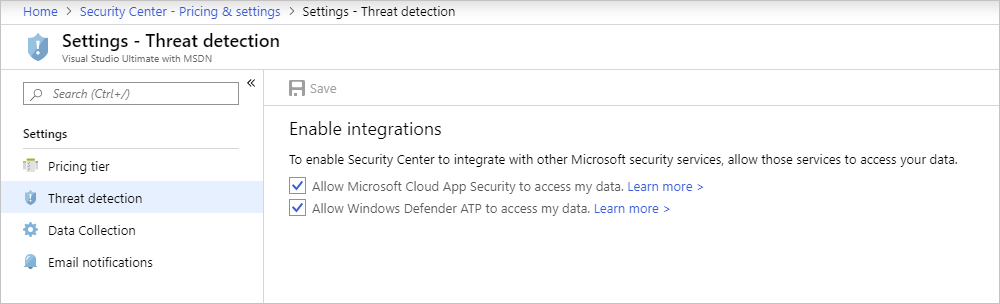 Home > Security Center - Pricing & settings > Settings - Threat detection
Settings - Threat detection
Visual Studio Ultimate with MSDN
«
Search (Ctrl+/)
Settings
Pricing tier
Threat detection
Data Collection
Email notifications
Save
Enable integrations
To enable Security Center to integrate with other Microsoft security services, allow those services to access your data.
Allow Microsoft Cloud App Security to access my data. Learn more >
Allow Windows Defender ATP to access my data. Learn more >